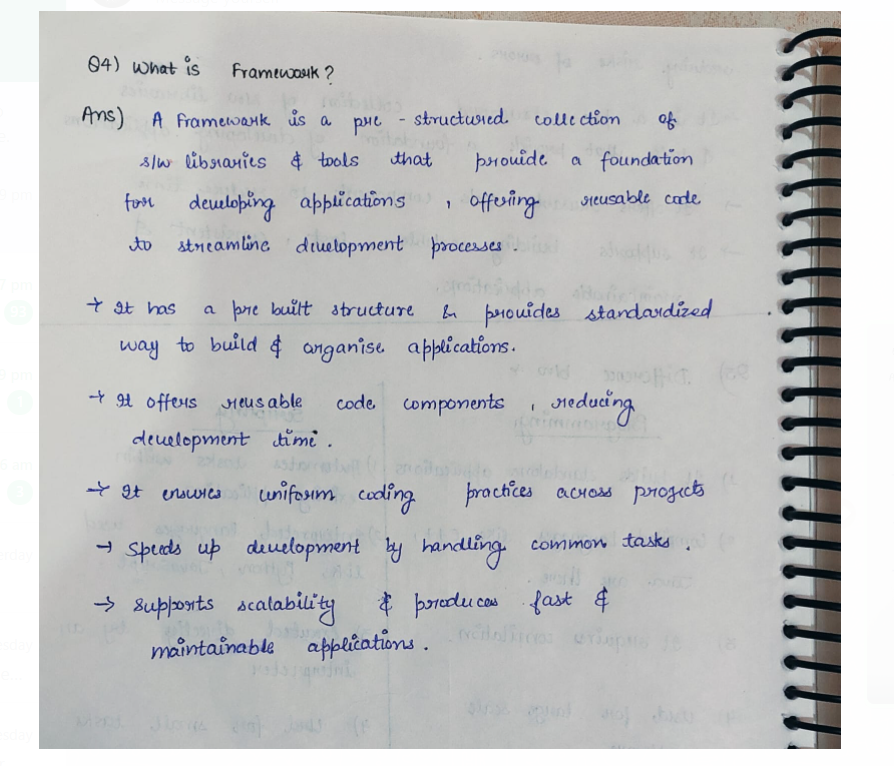 Q4) What is Framework?
Ans) A Framework is a pre - structured collection of
s/w libraries & tools that provide a foundation
for developing applications , offering reusable code
to streamline development processes.
→ It has a pre built structure & provides standardized
way to build & organise applications.
→ It offers reusable code components , reducing
development time.
→ It ensures uniform coding practices across projects
→ Speeds up development by handling common tasks.
→ Supports scalability & produces fast &
maintainable applications.